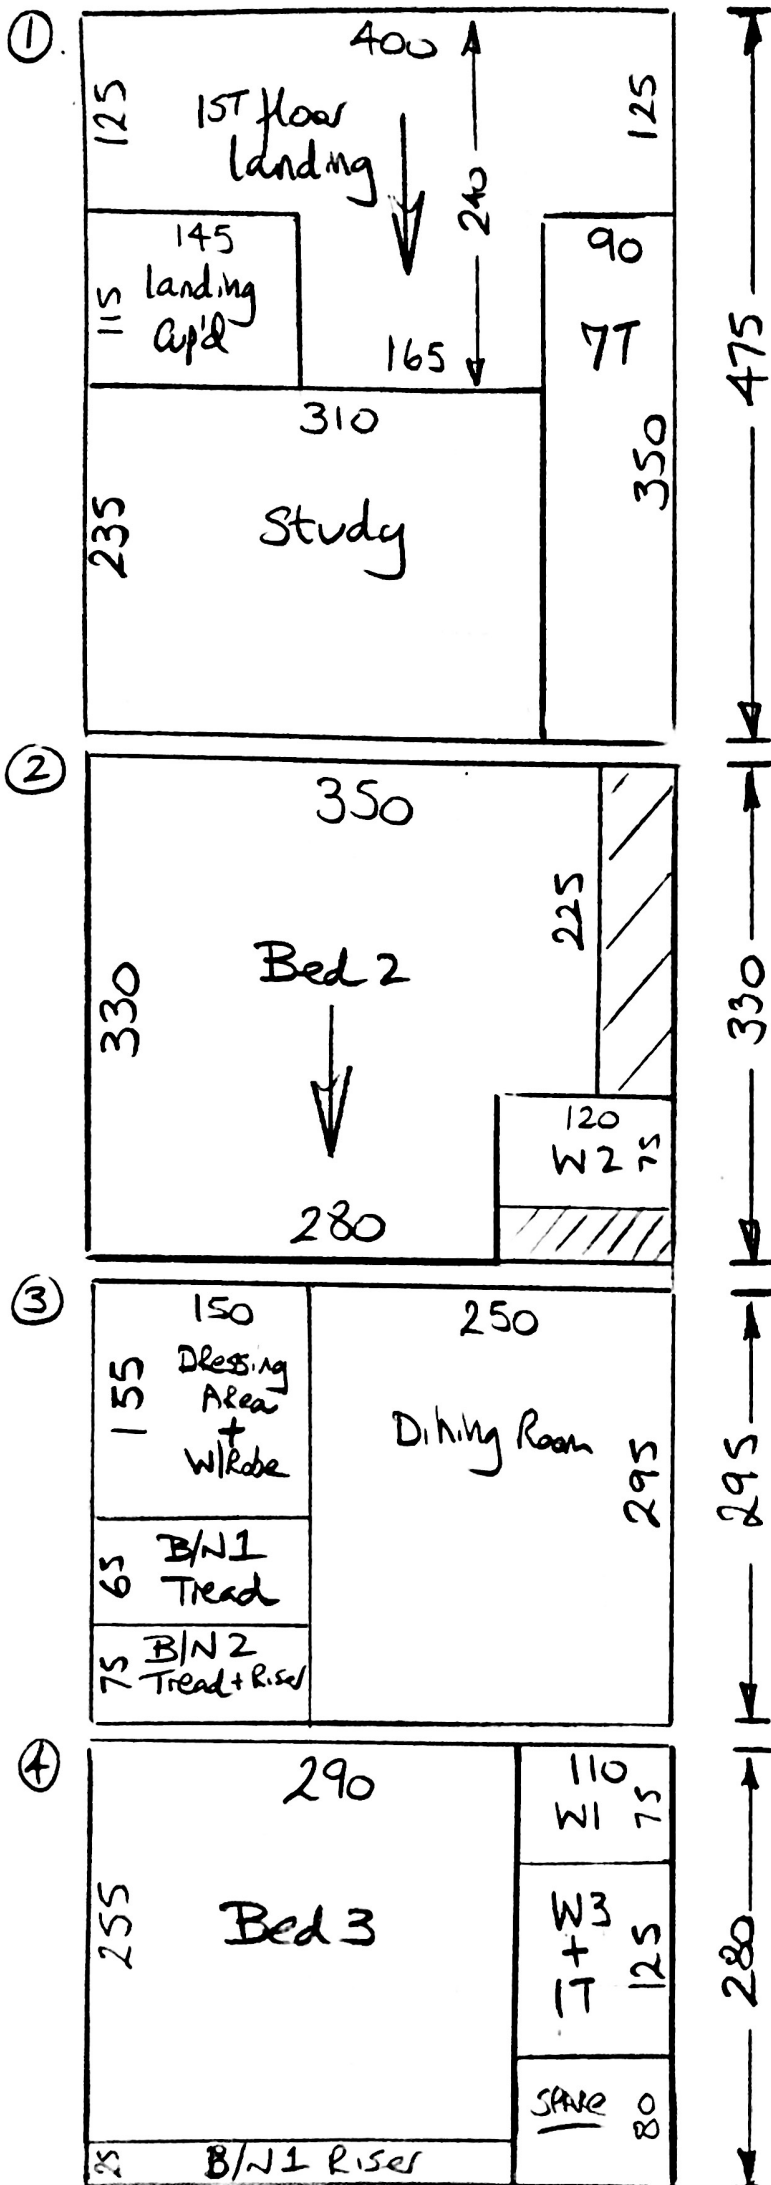 ①
400
125
1ST floor
landing
125
240
145
landing
Cup'd
115
90
7T
165
475
310
350
235
Study
②
350
225
Bed 2
330
330
120
W2 75
280
③
150
250
155
Dressing
Area
+
W/Robe
Dining Room
295
295
65
B/N1
Tread
75
B/N2
Tread + Riser
④
290
110
W1 75
255
Bed 3
W3
+
1T
125
280
SPARE 80
25
B/N1 Riser